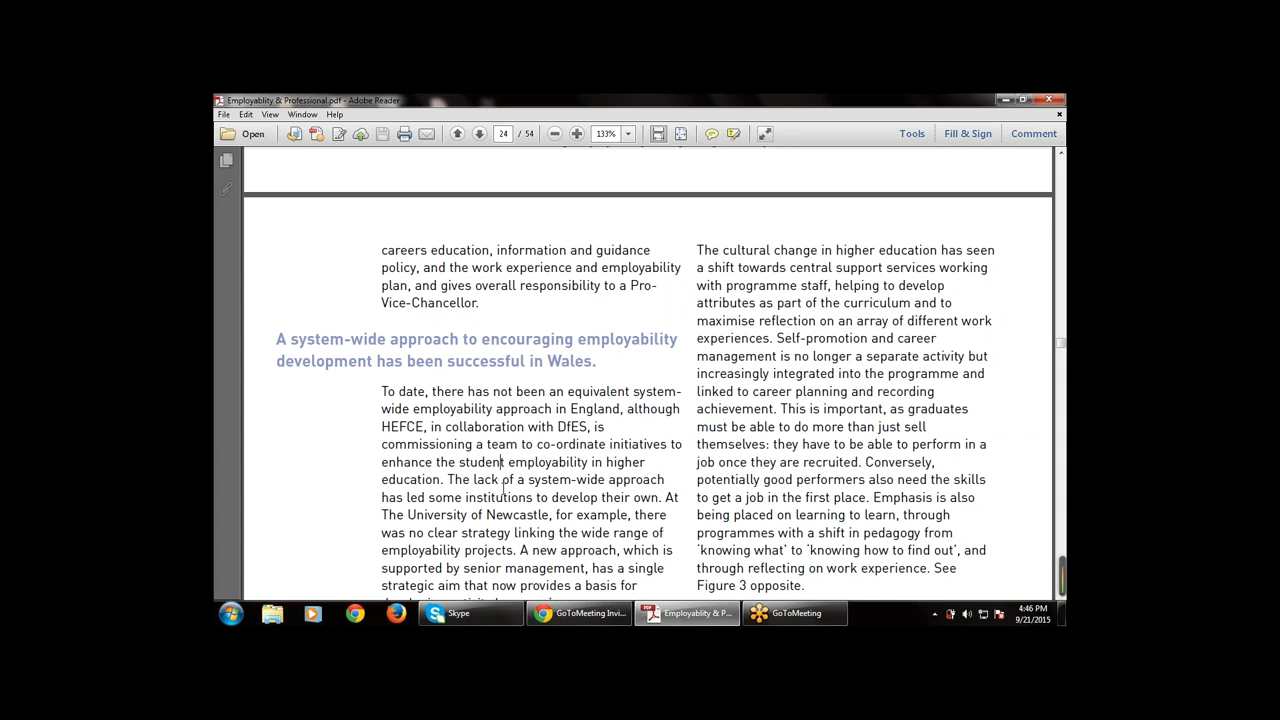 Employablity & Professional.pdf - Adobe Reader
File Edit View Window Help
Open 24 / 54 133% Tools Fill & Sign Comment
careers education, information and guidance
policy, and the work experience and employability
plan, and gives overall responsibility to a Pro-
Vice-Chancellor.
A system-wide approach to encouraging employability
development has been successful in Wales.
To date, there has not been an equivalent system-
wide employability approach in England, although
HEFCE, in collaboration with DfES, is
commissioning a team to co-ordinate initiatives to
enhance the student employability in higher
education. The lack of a system-wide approach
has led some institutions to develop their own. At
The University of Newcastle, for example, there
was no clear strategy linking the wide range of
employability projects. A new approach, which is
supported by senior management, has a single
strategic aim that now provides a basis for
The cultural change in higher education has seen
a shift towards central support services working
with programme staff, helping to develop
attributes as part of the curriculum and to
maximise reflection on an array of different work
experiences. Self-promotion and career
management is no longer a separate activity but
increasingly integrated into the programme and
linked to career planning and recording
achievement. This is important, as graduates
must be able to do more than just sell
themselves: they have to be able to perform in a
job once they are recruited. Conversely,
potentially good performers also need the skills
to get a job in the first place. Emphasis is also
being placed on learning to learn, through
programmes with a shift in pedagogy from
‘knowing what’ to ‘knowing how to find out’, and
through reflecting on work experience. See
Figure 3 opposite.
Skype GoToMeeting Invi... Employablity & P... GoToMeeting 4:46 PM
9/21/2015